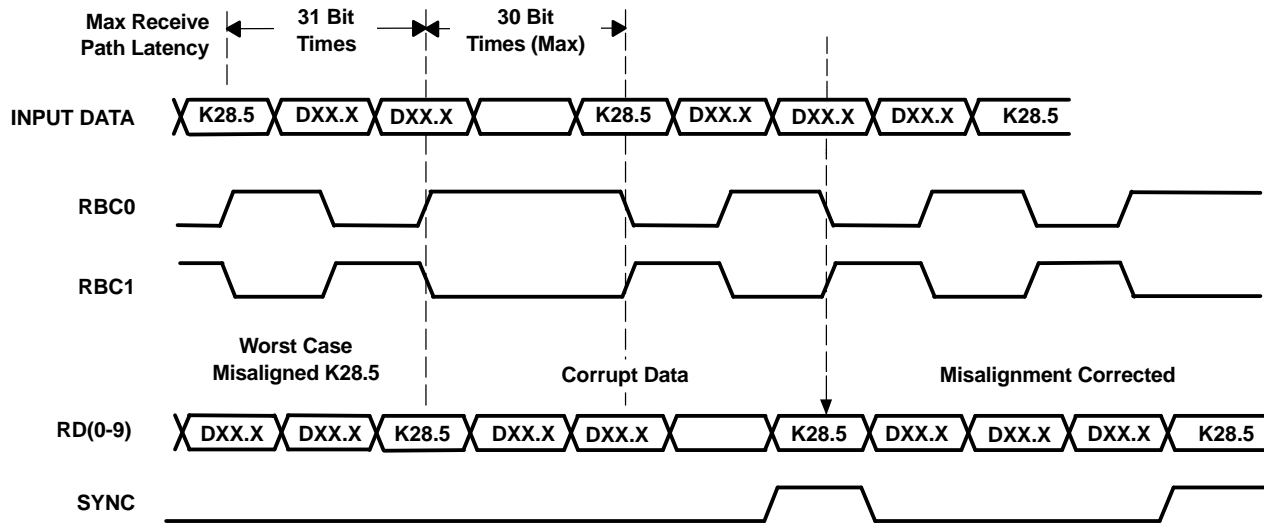 Max Receive
Path Latency
31 Bit
Times
30 Bit
Times (Max)
INPUT DATA
K28.5 DXX.X DXX.X K28.5 DXX.X DXX.X DXX.X K28.5
RBC0
RBC1
Worst Case
Misaligned K28.5
Corrupt Data
Misalignment Corrected
RD(0-9)
DXX.X DXX.X K28.5 DXX.X DXX.X K28.5 DXX.X DXX.X DXX.X K28.5
SYNC